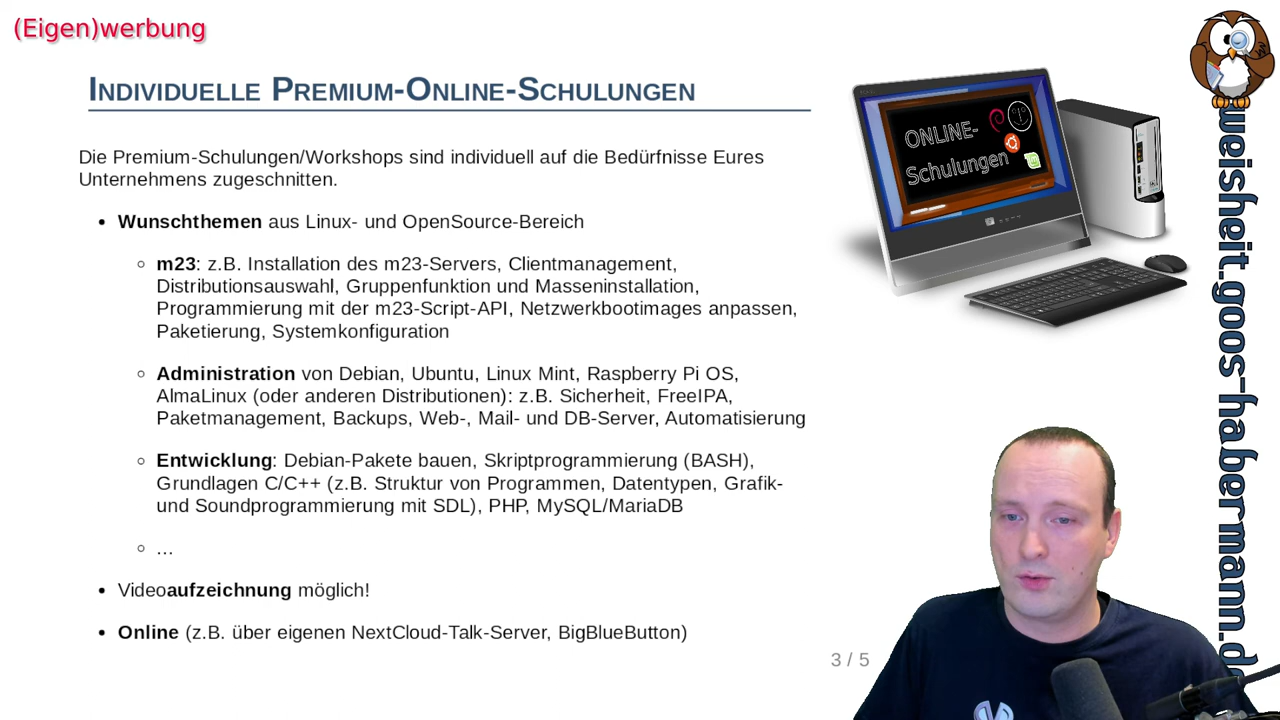 (Eigen)werbung
Individuelle Premium-Online-Schulungen
Die Premium-Schulungen/Workshops sind individuell auf die Bedürfnisse Eures
Unternehmens zugeschnitten.
• Wunschthemen aus Linux- und OpenSource-Bereich
◦ m23: z.B. Installation des m23-Servers, Clientmanagement,
Distributionsauswahl, Gruppenfunktion und Masseninstallation,
Programmierung mit der m23-Script-API, Netzwerkbootimages anpassen,
Paketierung, Systemkonfiguration
◦ Administration von Debian, Ubuntu, Linux Mint, Raspberry Pi OS,
AlmaLinux (oder anderen Distributionen): z.B. Sicherheit, FreeIPA,
Paketmanagement, Backups, Web-, Mail- und DB-Server, Automatisierung
◦ Entwicklung: Debian-Pakete bauen, Skriptprogrammierung (BASH),
Grundlagen C/C++ (z.B. Struktur von Programmen, Datentypen, Grafik-
und Soundprogrammierung mit SDL), PHP, MySQL/MariaDB
◦ ...
• Videoaufzeichnung möglich!
• Online (z.B. über eigenen NextCloud-Talk-Server, BigBlueButton)
3 / 5
ONLINE-
Schulungen
weisheit.goos-habermann.d